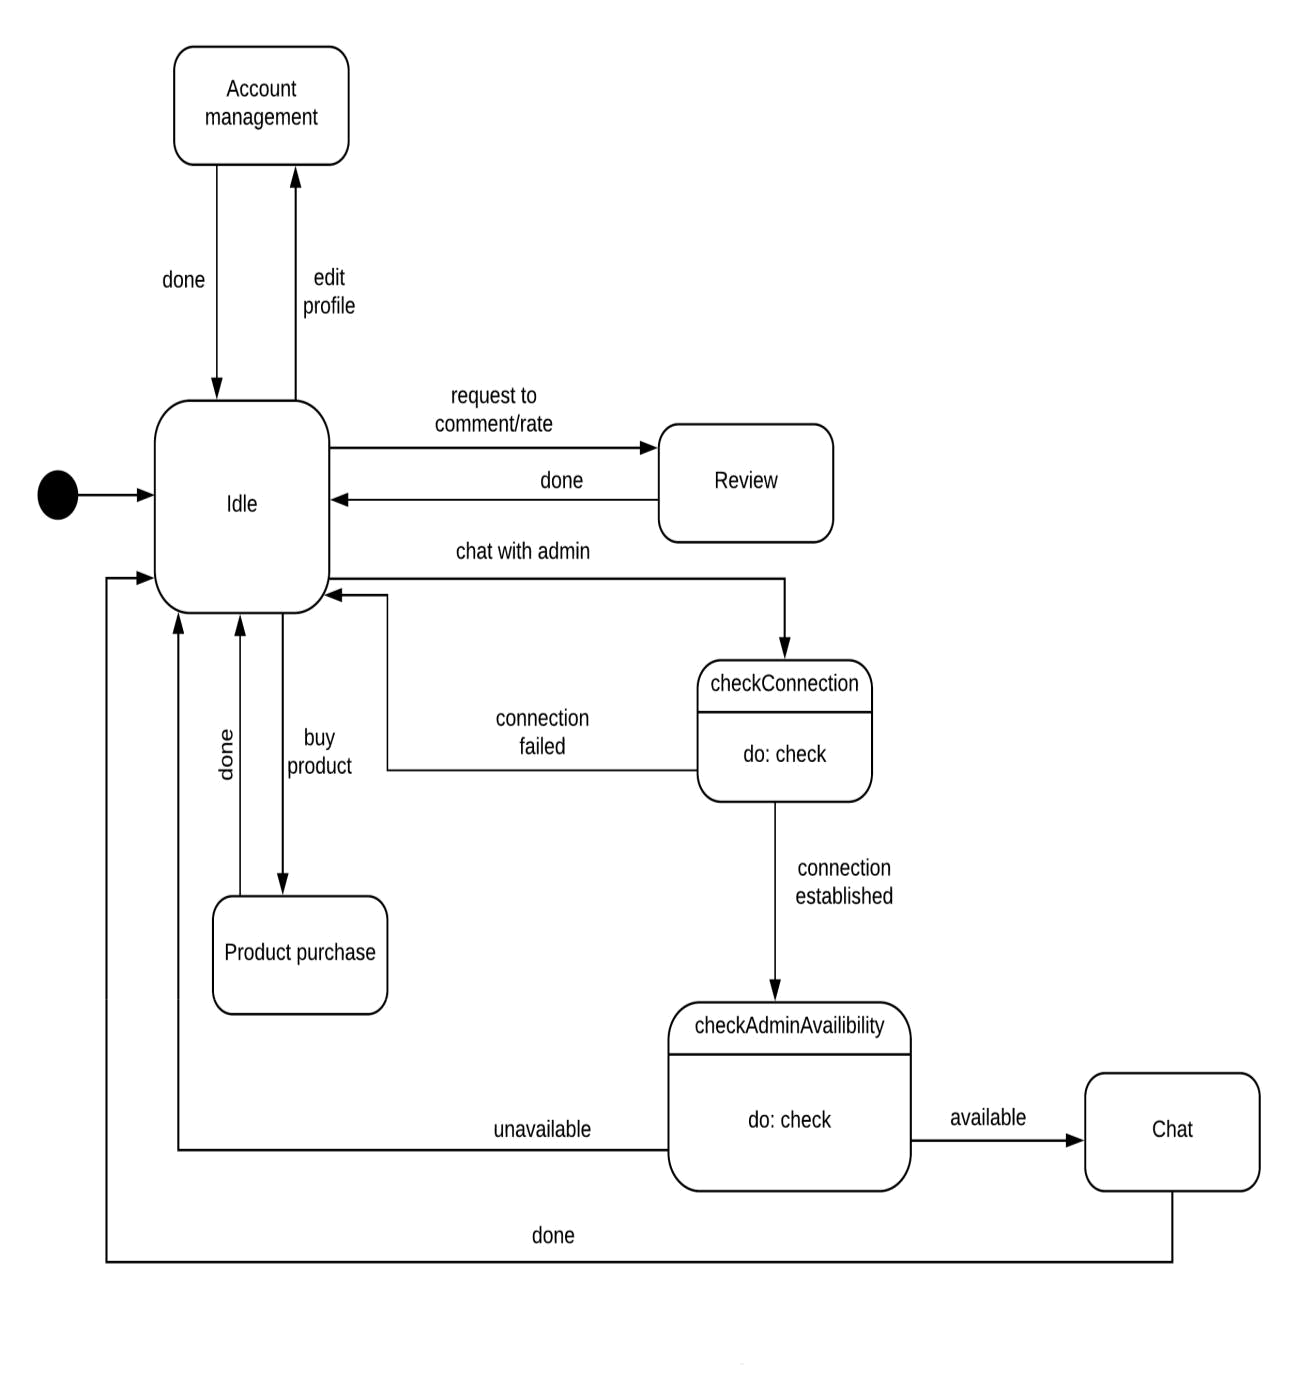 Account
management
done
edit
profile
request to
comment/rate
Idle
Review
done
chat with admin
checkConnection
do: check
connection
failed
done
buy
product
connection
established
Product purchase
checkAdminAvailibility
do: check
available
Chat
unavailable
done